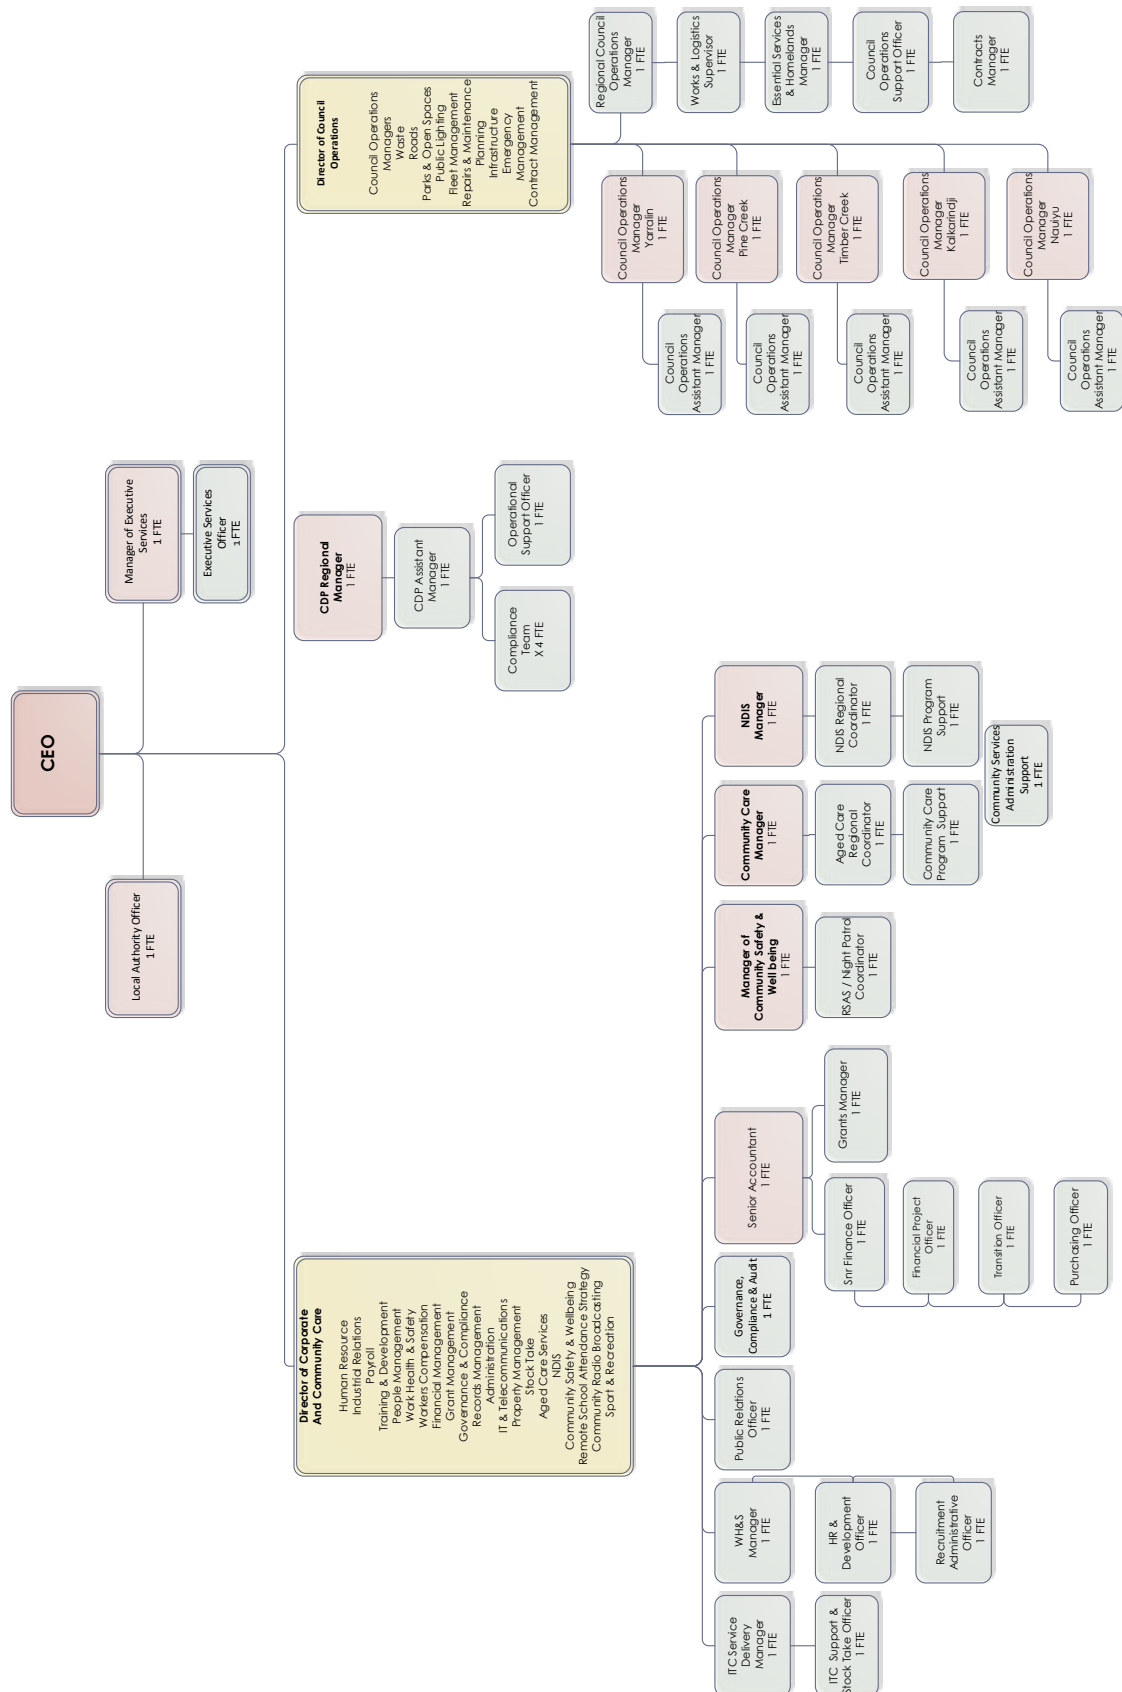 CEO
Local Authority Officer
1 FTE
Manager of Executive
Services
1 FTE
Executive Services
Officer
1 FTE
Director of Corporate
And Community Care
Human Resource
Industrial Relations
Payroll
Training & Development
People Management
Work Health & Safety
Workers Compensation
Financial Management
Grant Management
Governance & Compliance
Records Management
Administration
IT & Telecommunications
Property Management
Stock Take
Aged Care Services
NDIS
Community Safety & Wellbeing
Remote School Attendance Strategy
Community Radio Broadcasting
Sport & Recreation
CDP Regional
Manager
1 FTE
CDP Assistant
Manager
1 FTE
Compliance
Team
X 4 FTE
Operational
Support Officer
1 FTE
Director of Council
Operations
Council Operations
Managers
Waste
Roads
Parks & Open Spaces
Public Lighting
Fleet Management
Repairs & Maintenance
Planning
Infrastructure
Emergency
Management
Contract Management
ITC Service
Delivery
Manager
1 FTE
ITC Support &
Stock Take Officer
1 FTE
WH&S
Manager
1 FTE
HR &
Development
Officer
1 FTE
Recruitment
Administrative
Officer
1 FTE
Public Relations
Officer
1 FTE
Governance,
Compliance & Audit
1 FTE
Senior Accountant
1 FTE
Snr Finance Officer
1 FTE
Financial Project
Officer
1 FTE
Transition Officer
1 FTE
Purchasing Officer
1 FTE
Grants Manager
1 FTE
Manager of
Community Safety &
Well being
1 FTE
RSAS / Night Patrol
Coordinator
1 FTE
Community Care
Manager
1 FTE
Aged Care
Regional
Coordinator
1 FTE
Community Care
Program Support
1 FTE
NDIS
Manager
1 FTE
NDIS Regional
Coordinator
1 FTE
NDIS Program
Support
1 FTE
Community Services
Administration
Support
1 FTE
Regional Council
Operations
Manager
1 FTE
Works & Logistics
Supervisor
1 FTE
Essential Services
& Homelands
Manager
1 FTE
Council
Operations
Support Officer
1 FTE
Contracts
Manager
1 FTE
Council Operations
Manager
Yarralin
1 FTE
Council
Operations
Assistant Manager
1 FTE
Council Operations
Manager
Pine Creek
1 FTE
Council
Operations
Assistant Manager
1 FTE
Council Operations
Manager
Timber Creek
1 FTE
Council
Operations
Assistant Manager
1 FTE
Council Operations
Manager
Kalkarindji
1 FTE
Council
Operations
Assistant Manager
1 FTE
Council Operations
Manager
Nauiyu
1 FTE
Council
Operations
Assistant Manager
1 FTE